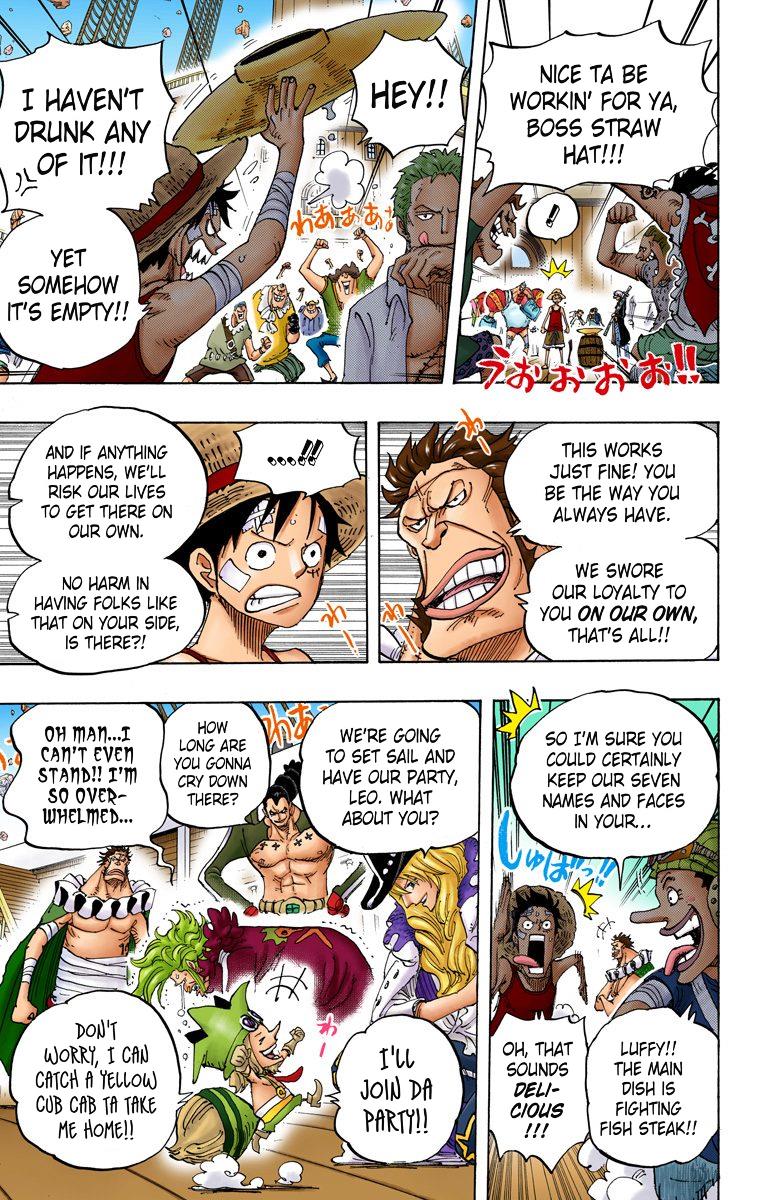 NICE TA BE
WORKIN' FOR YA,
BOSS STRAW
HAT!!!
!!
うおおおお!!
HEY!!
I HAVEN'T
DRUNK ANY
OF IT!!!
YET
SOMEHOW
IT'S EMPTY!!
わあああああ
THIS WORKS
JUST FINE! YOU
BE THE WAY YOU
ALWAYS HAVE.
WE SWORE
OUR LOYALTY TO
YOU ON OUR OWN,
THAT'S ALL!!
わー
.....!!
AND IF ANYTHING
HAPPENS, WE'LL
RISK OUR LIVES
TO GET THERE ON
OUR OWN.
NO HARM IN
HAVING FOLKS LIKE
THAT ON YOUR SIDE,
IS THERE?!
わー
SO I'M SURE YOU
COULD CERTAINLY
KEEP OUR SEVEN
NAMES AND FACES
IN YOUR...
しゅばっ!!
LUFFY!!
THE MAIN
DISH IS
FIGHTING
FISH STEAK!!
OH, THAT
SOUNDS
DELI-
CIOUS
!!!
WE'RE GOING
TO SET SAIL AND
HAVE OUR PARTY,
LEO. WHAT
ABOUT YOU?
HOW
LONG ARE
YOU GONNA
CRY DOWN
THERE?
OH MAN...I
CAN'T EVEN
STAND!! I'M
SO OVER-
WHELMED...
I'LL
JOIN DA
PARTY!!
わー
DON'T
WORRY, I CAN
CATCH A YELLOW
CUB CAB TA TAKE
ME HOME!!